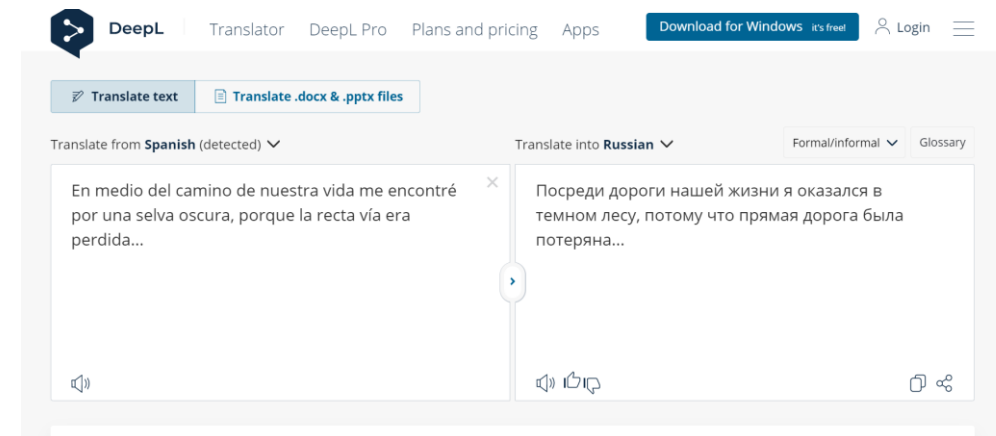 DeepL Translator DeepL Pro Plans and pricing Apps Download for Windows it's free! Login
Translate text Translate .docx & .pptx files
Translate from Spanish (detected)
Translate into Russian Formal/informal Glossary
En medio del camino de nuestra vida me encontré
por una selva oscura, porque la recta vía era
perdida...
Посреди дороги нашей жизни я оказался в
темном лесу, потому что прямая дорога была
потеряна...